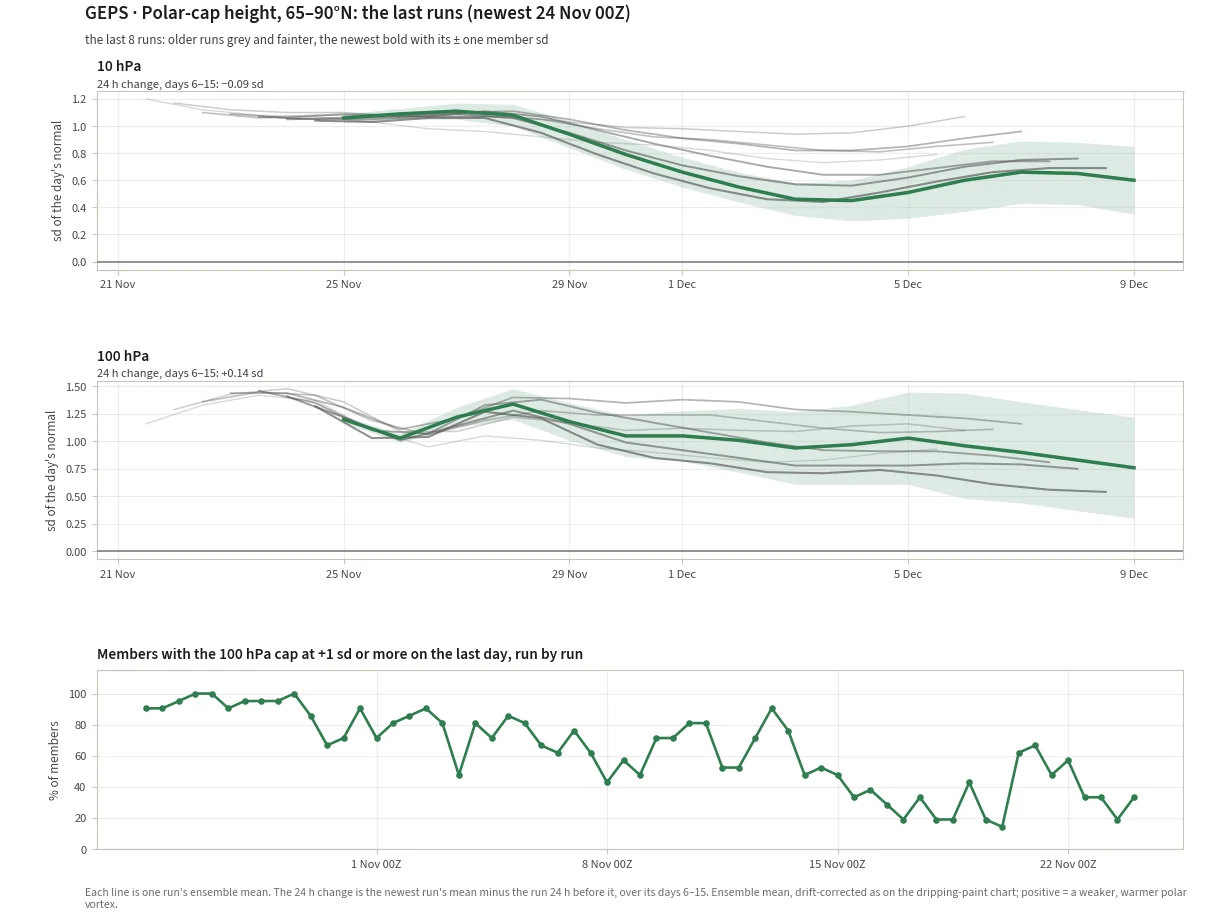 GEPS · Polar-cap height, 65–90°N: the last runs (newest 24 Nov 00Z)
the last 8 runs: older runs grey and fainter, the newest bold with its ± one member sd
10 hPa
24 h change, days 6–15: −0.09 sd
sd of the day's normal
1.2
1.0
0.8
0.6
0.4
0.2
0.0
21 Nov 25 Nov 29 Nov 1 Dec 5 Dec 9 Dec
100 hPa
24 h change, days 6–15: +0.14 sd
sd of the day's normal
1.50
1.25
1.00
0.75
0.50
0.25
0.00
21 Nov 25 Nov 29 Nov 1 Dec 5 Dec 9 Dec
Members with the 100 hPa cap at +1 sd or more on the last day, run by run
% of members
100
80
60
40
20
0
1 Nov 00Z 8 Nov 00Z 15 Nov 00Z 22 Nov 00Z
Each line is one run's ensemble mean. The 24 h change is the newest run's mean minus the run 24 h before it, over its days 6–15. Ensemble mean, drift-corrected as on the dripping-paint chart; positive = a weaker, warmer polar
vortex.